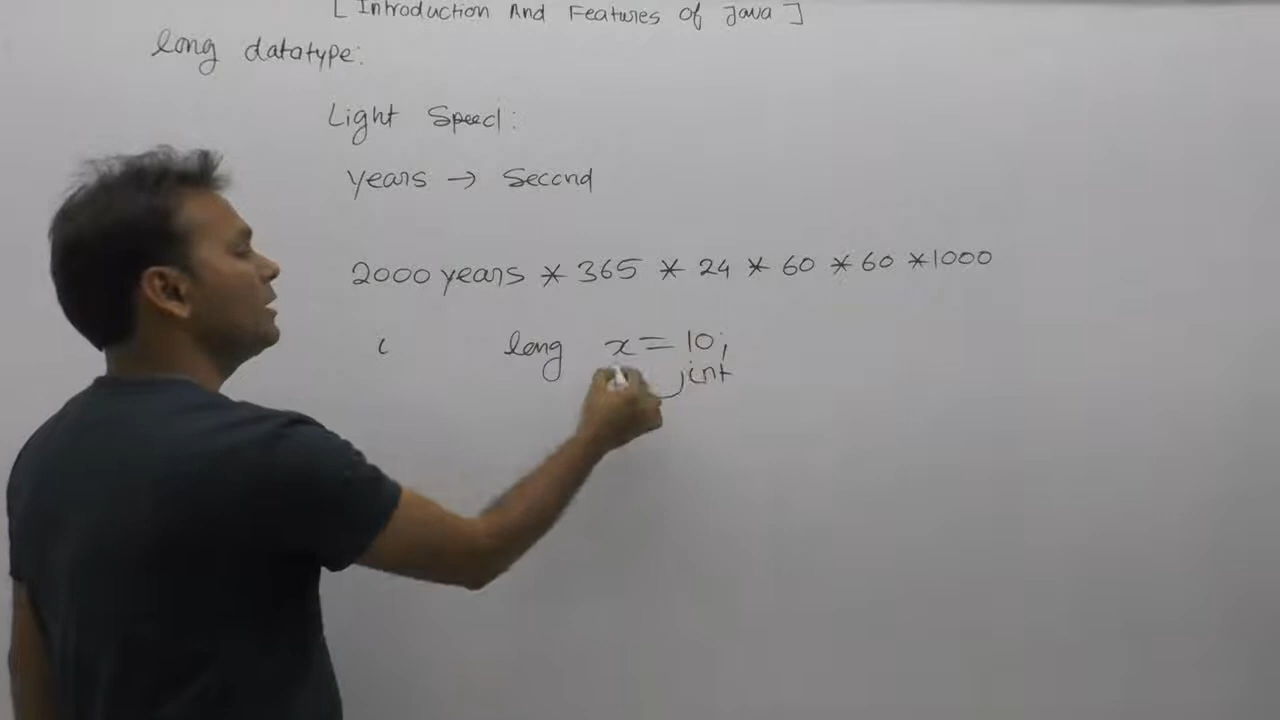 [ Introduction And Features Of Java ]
long datatype:
Light Speed:
years → Second
2000 years * 365 * 24 * 60 * 60 * 1000
long x = 10;
int